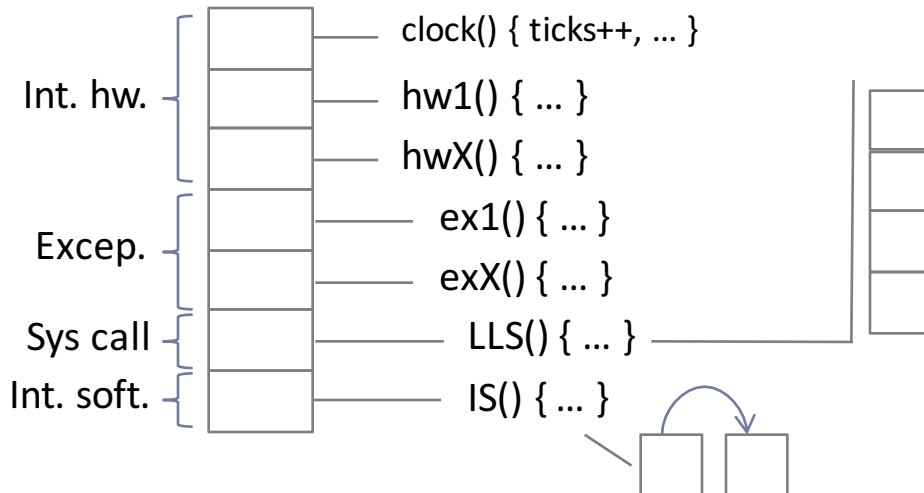 clock() { ticks++, … }
Int. hw.
hw1() { … }
hwX() { … }
ex1() { … }
Excep.
exX() { … }
Sys call
LLS() { … }
Int. soft.
IS() { … }